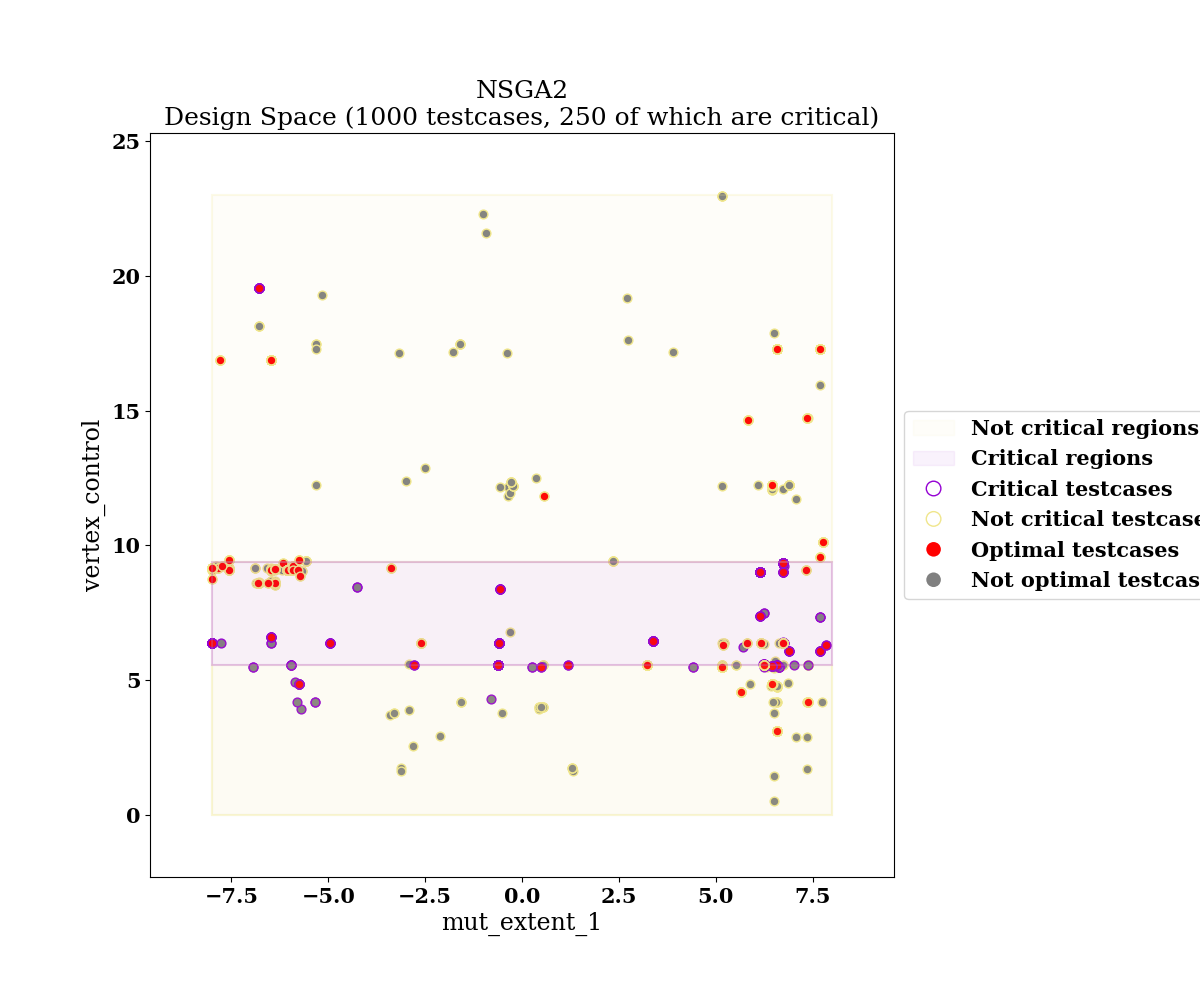 NSGA2
Design Space (1000 testcases, 250 of which are critical)
25
20
15
10
5
0
vertex_control
−7.5 −5.0 −2.5 0.0 2.5 5.0 7.5
mut_extent_1
Not critical regions
Critical regions
Critical testcases
Not critical testcase
Optimal testcases
Not optimal testcas